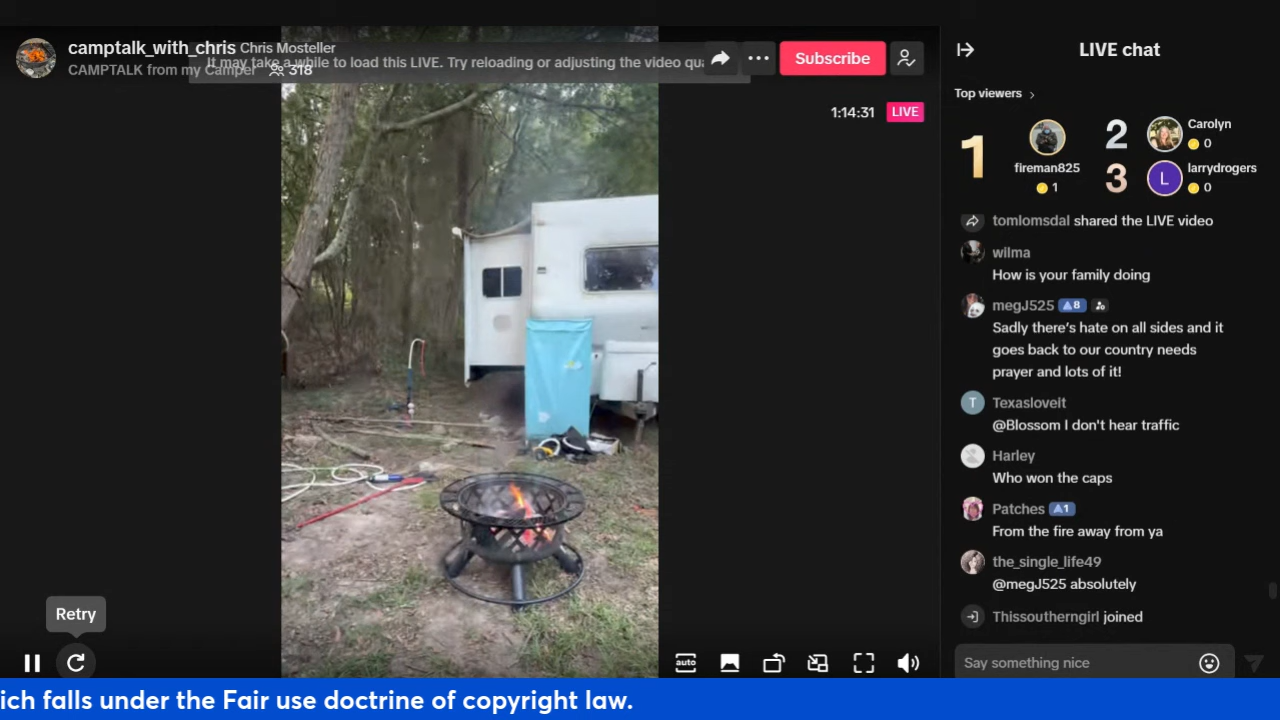 camptalk_with_chris Chris Mosteller
It may take a while to load this LIVE. Try reloading or adjusting the video qu
CAMPTALK from my Camper 318
Subscribe
1:14:31 LIVE
LIVE chat
Top viewers
1
fireman825
1
2
Carolyn
0
3
L
larrydrogers
0
tomlomsdal shared the LIVE video
wilma
How is your family doing
megJ525 8
Sadly there's hate on all sides and it
goes back to our country needs
prayer and lots of it!
T Texasloveit
@Blossom I don't hear traffic
Harley
Who won the caps
Patches 1
From the fire away from ya
the_single_life49
@megJ525 absolutely
Thissoutherngirl joined
Retry
auto
Say something nice
ich falls under the Fair use doctrine of copyright law.